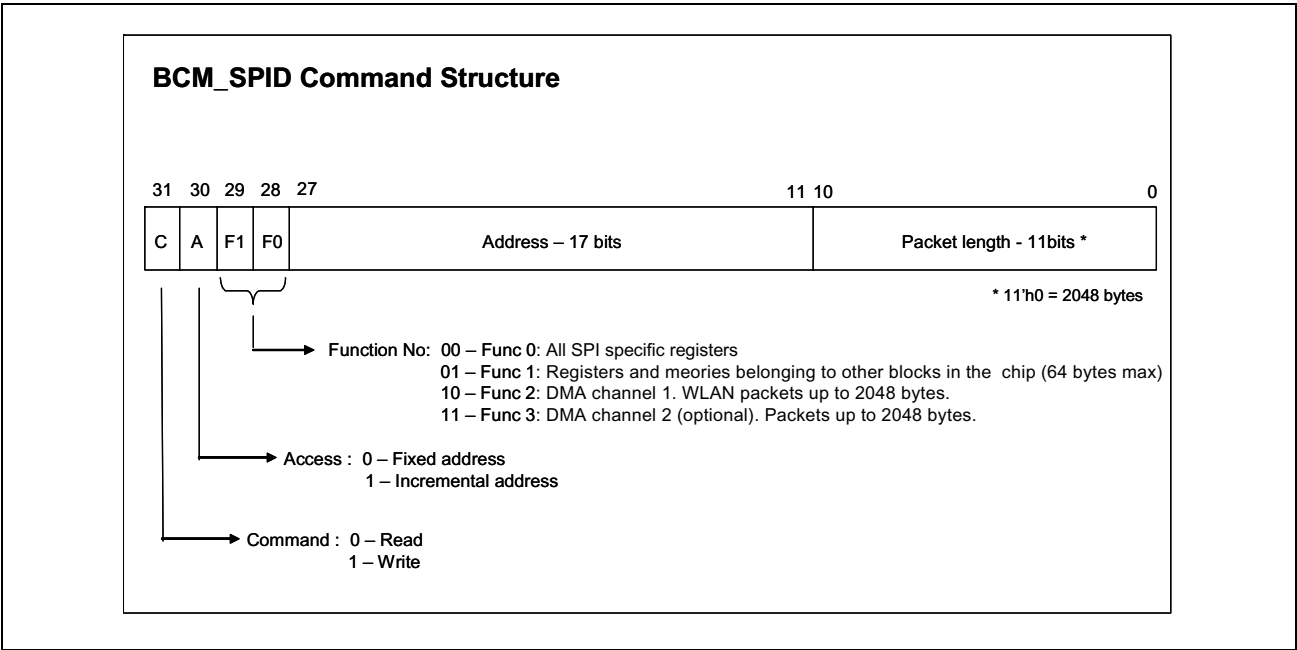 BCM_SPID Command Structure
31 30 29 28 27 11 10 0
C A F1 F0 Address – 17 bits Packet length - 11bits *
* 11'h0 = 2048 bytes
Function No: 00 – Func 0: All SPI specific registers
01 – Func 1: Registers and meories belonging to other blocks in the chip (64 bytes max)
10 – Func 2: DMA channel 1. WLAN packets up to 2048 bytes.
11 – Func 3: DMA channel 2 (optional). Packets up to 2048 bytes.
Access : 0 – Fixed address
1 – Incremental address
Command : 0 – Read
1 – Write